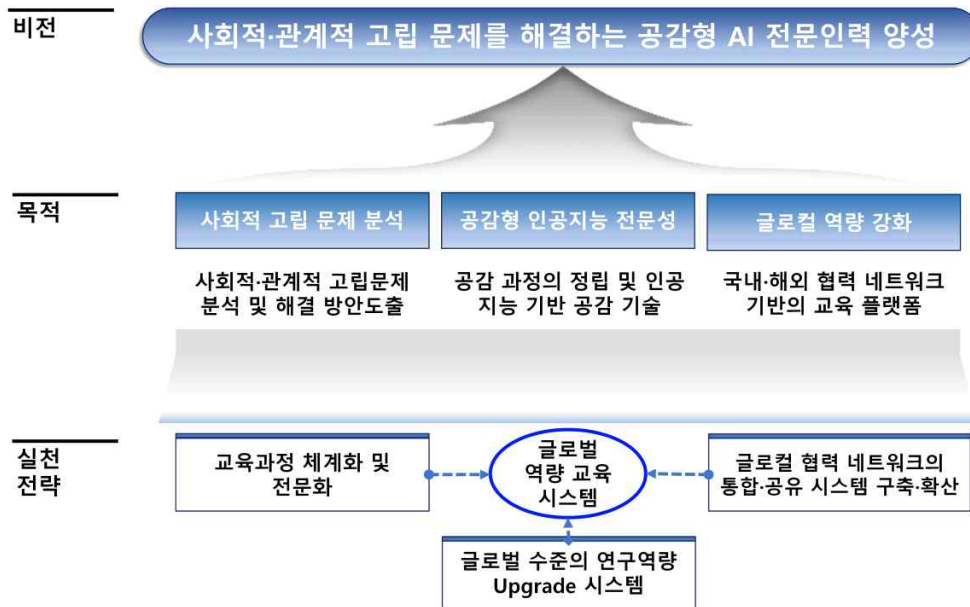 비전
사회적·관계적 고립 문제를 해결하는 공감형 AI 전문인력 양성
목적
사회적 고립 문제 분석
공감형 인공지능 전문성
글로컬 역량 강화
사회적·관계적 고립문제
분석 및 해결 방안도출
공감 과정의 정립 및 인공
지능 기반 공감 기술
국내·해외 협력 네트워크
기반의 교육 플랫폼
실천
전략
교육과정 체계화 및
전문화
글로벌
역량 교육
시스템
글로컬 협력 네트워크의
통합·공유 시스템 구축·확산
글로벌 수준의 연구역량
Upgrade 시스템